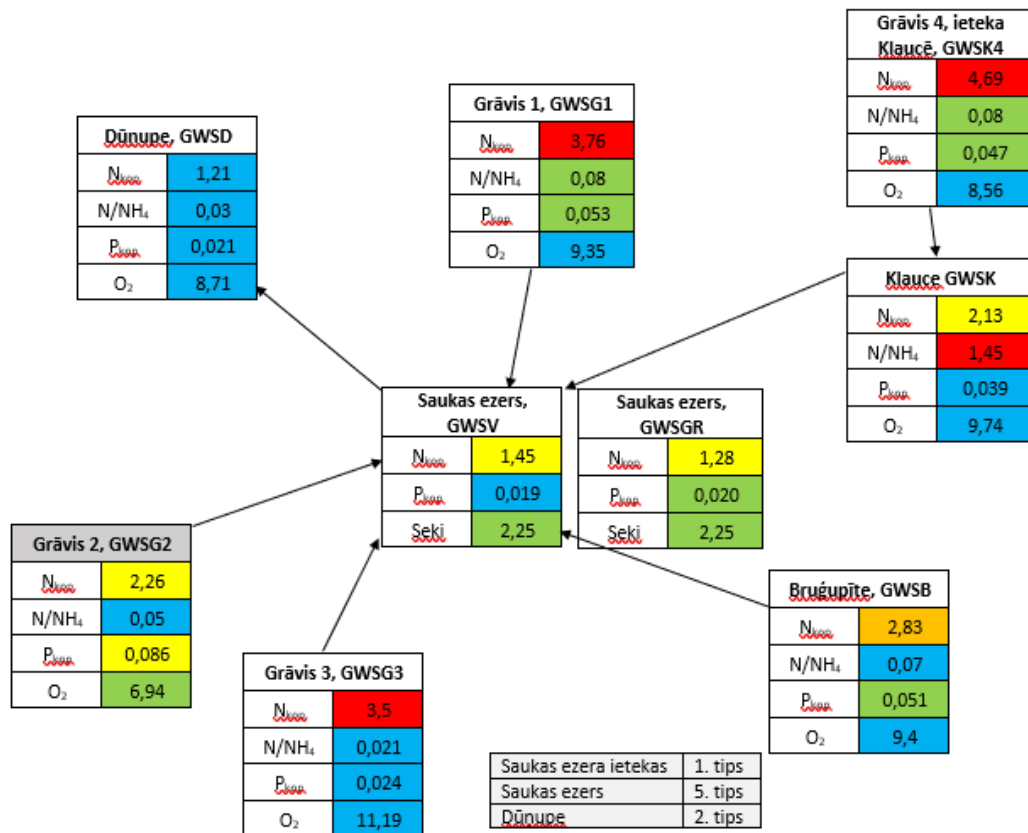 Grāvis 4, ieteka
Kļaucē, GWSK4
Nkop 4,69
N/NH₄ 0,08
Pkop 0,047
O₂ 8,56
Grāvis 1, GWSG1
Nkop 3,76
N/NH₄ 0,08
Pkop 0,053
O₂ 9,35
Dūņupe, GWSD
Nkop 1,21
N/NH₄ 0,03
Pkop 0,021
O₂ 8,71
Kļauce GWSK
Nkop 2,13
N/NH₄ 1,45
Pkop 0,039
O₂ 9,74
Saukas ezers,
GWSV
Nkop 1,45
Pkop 0,019
Seki 2,25
Saukas ezers,
GWSGR
Nkop 1,28
Pkop 0,020
Seki 2,25
Grāvis 2, GWSG2
Nkop 2,26
N/NH₄ 0,05
Pkop 0,086
O₂ 6,94
Bruģupīte, GWSB
Nkop 2,83
N/NH₄ 0,07
Pkop 0,051
O₂ 9,4
Grāvis 3, GWSG3
Nkop 3,5
N/NH₄ 0,021
Pkop 0,024
O₂ 11,19
Saukas ezera ietekas 1. tips
Saukas ezers 5. tips
Dūņupe 2. tips